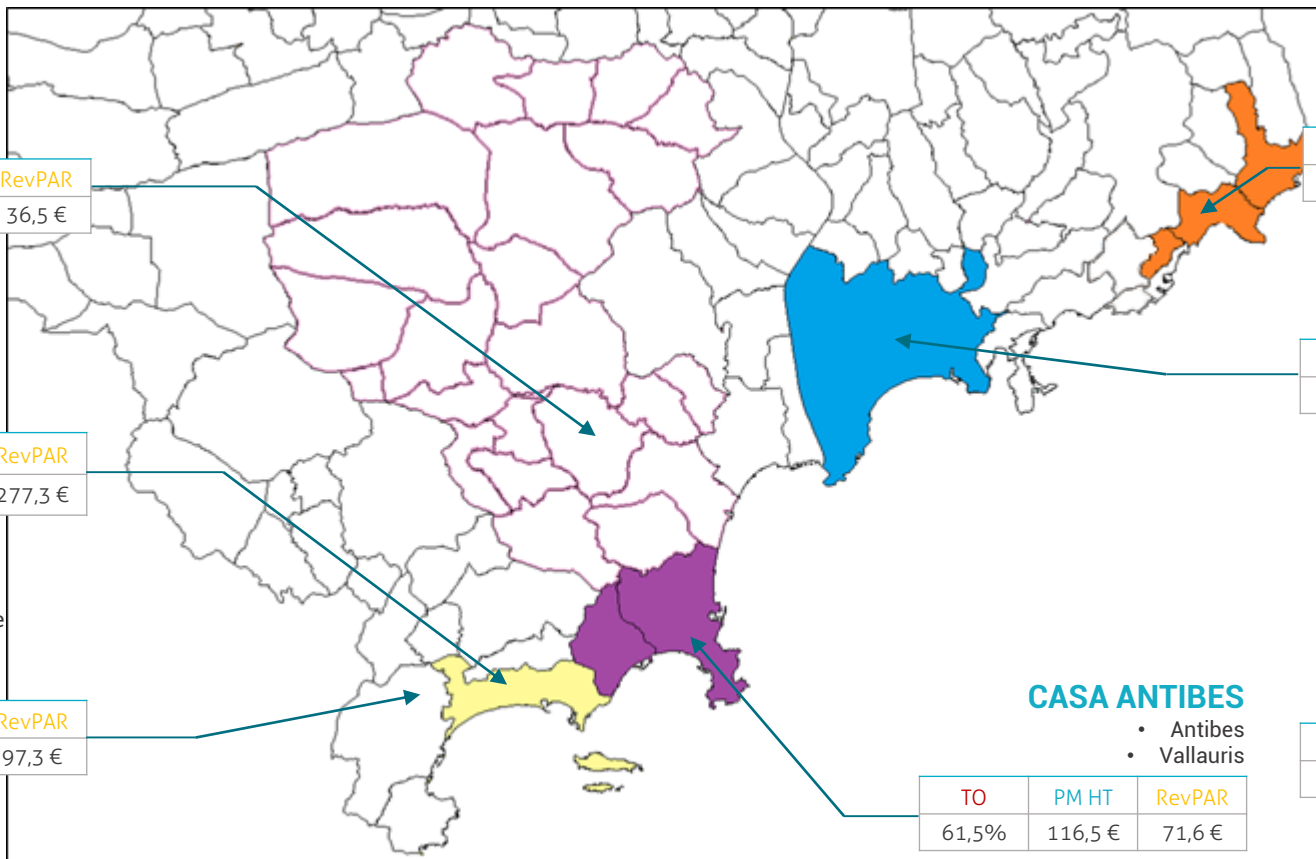 RevPAR
36,5 €
RevPAR
277,3 €
e
RevPAR
97,3 €
CASA ANTIBES
• Antibes
• Vallauris
TO PM HT RevPAR
61,5% 116,5 € 71,6 €